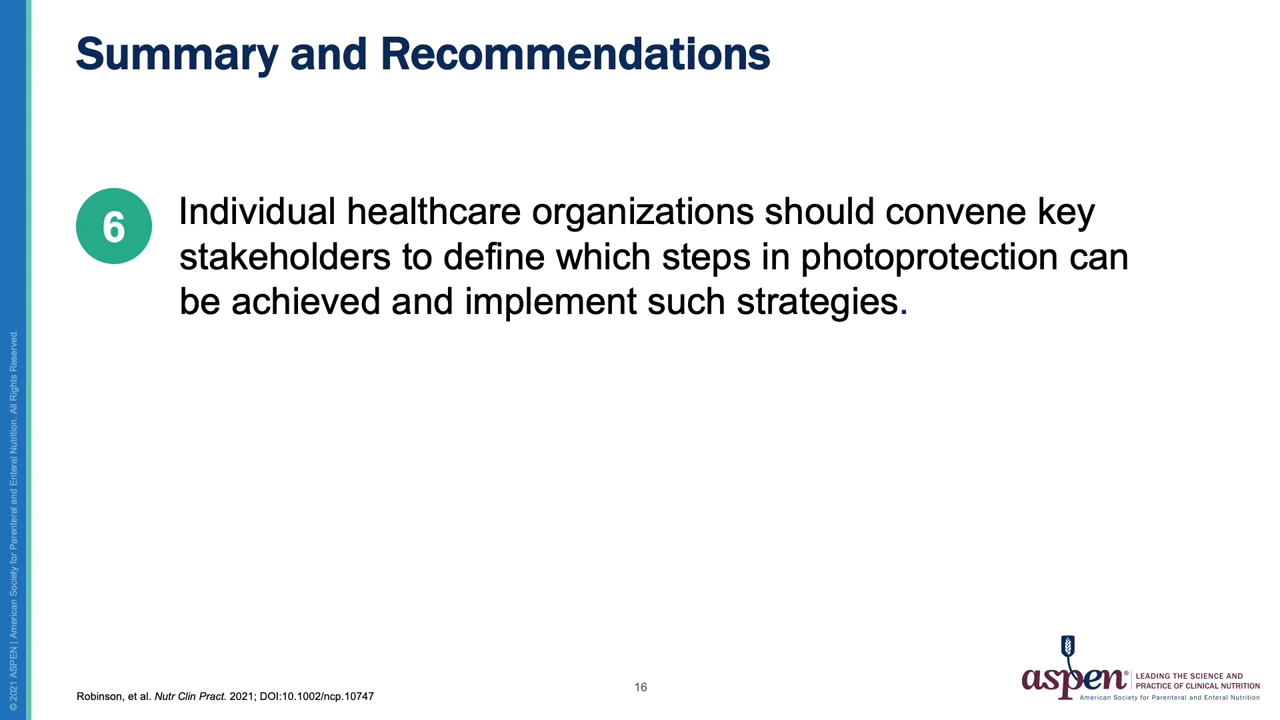 Summary and Recommendations
6
Individual healthcare organizations should convene key
stakeholders to define which steps in photoprotection can
be achieved and implement such strategies.
© 2021 ASPEN | American Society for Parenteral and Enteral Nutrition. All Rights Reserved.
Robinson, et al. Nutr Clin Pract. 2021; DOI:10.1002/ncp.10747
16
aspen®
LEADING THE SCIENCE AND
PRACTICE OF CLINICAL NUTRITION
American Society for Parenteral and Enteral Nutrition